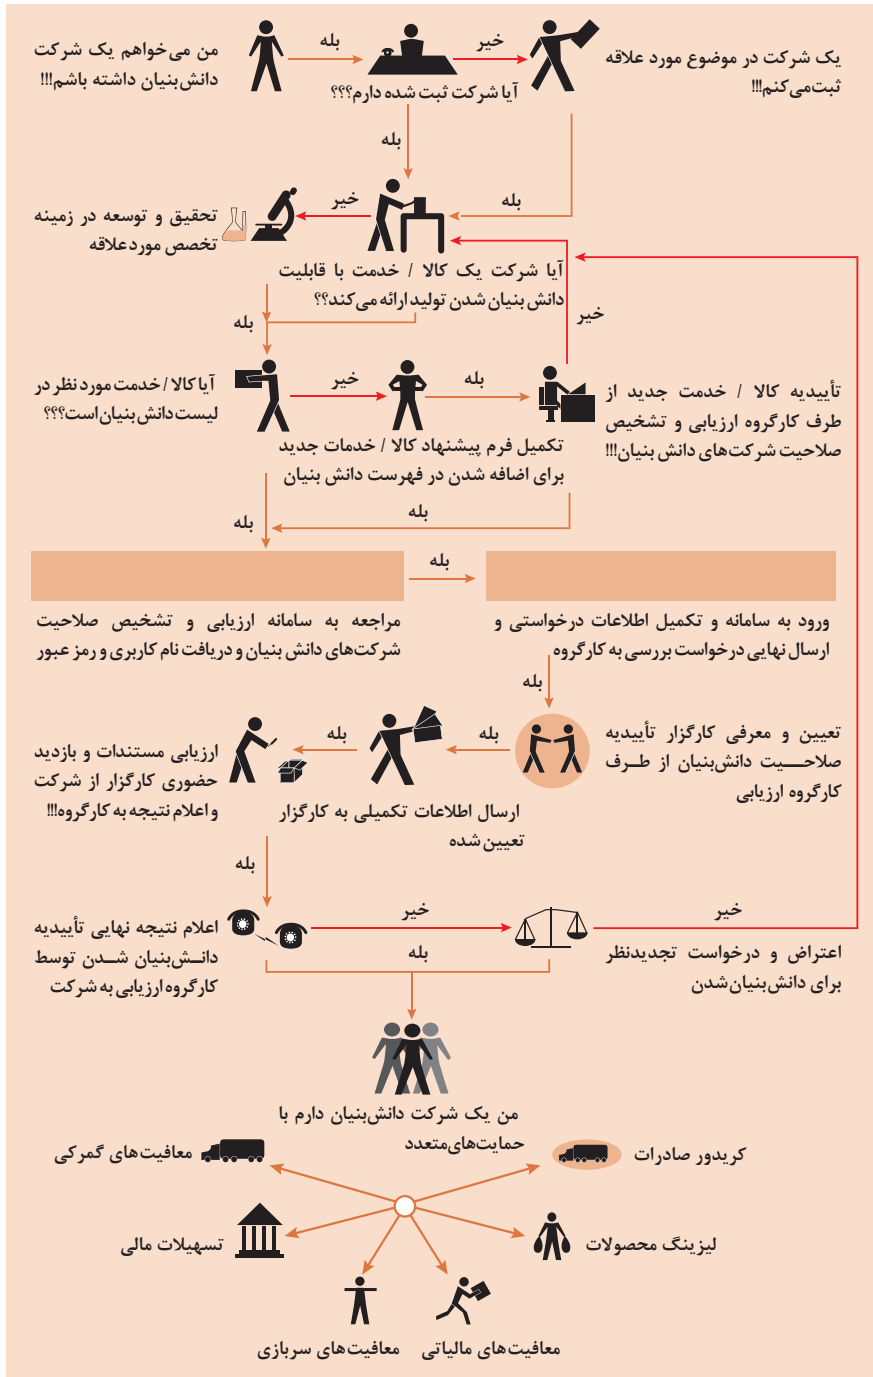 من می‌خواهم یک شرکت
دانش‌بنیان داشته باشم!!!
بله
خیر
یک شرکت در موضوع مورد علاقه
ثبت‌می‌کنم!!!
آیا شرکت ثبت شده دارم؟؟؟
بله
بله
خیر
تحقیق و توسعه در زمینه
تخصص مورد علاقه
آیا شرکت یک کالا / خدمت با قابلیت
دانش‌بنیان شدن تولید ارائه می‌کند؟؟
خیر
بله
آیا کالا / خدمت مورد نظر در
لیست دانش‌بنیان است؟؟؟
خیر
بله
تأییدیه کالا / خدمت جدید از
طرف کارگروه ارزیابی و تشخیص
صلاحیت شرکت‌های دانش بنیان!!!
تکمیل فرم پیشنهاد کالا / خدمات جدید
برای اضافه شدن در فهرست دانش بنیان
بله
بله
بله
مراجعه به سامانه ارزیابی و تشخیص صلاحیت
شرکت‌های دانش بنیان و دریافت نام کاربری و رمز عبور
ورود به سامانه و تکمیل اطلاعات درخواستی و
ارسال نهایی درخواست بررسی به کارگروه
بله
تعیین و معرفی کارگزار تأییدیه
صلاحـــیت دانش‌بنیان از طــرف
کارگروه ارزیابی
بله
بله
ارسال اطلاعات تکمیلی به کارگزار
تعیین شده
ارزیابی مستندات و بازدید
حضوری کارگزار از شرکت
و اعلام نتیجه به کارگروه!!!
بله
اعلام نتیجه نهایی تأییدیه
دانــش‌بنیان شــدن توسط
کارگروه ارزیابی به شرکت
خیر
بله
خیر
اعتراض و درخواست تجدیدنظر
برای دانش‌بنیان‌شدن
من یک شرکت دانش‌بنیان دارم با
حمایت‌های‌متعدد
کریدور صادرات
معافیت‌های گمرکی
لیزینگ محصولات
تسهیلات مالی
معافیت‌های مالیاتی
معافیت‌های سربازی